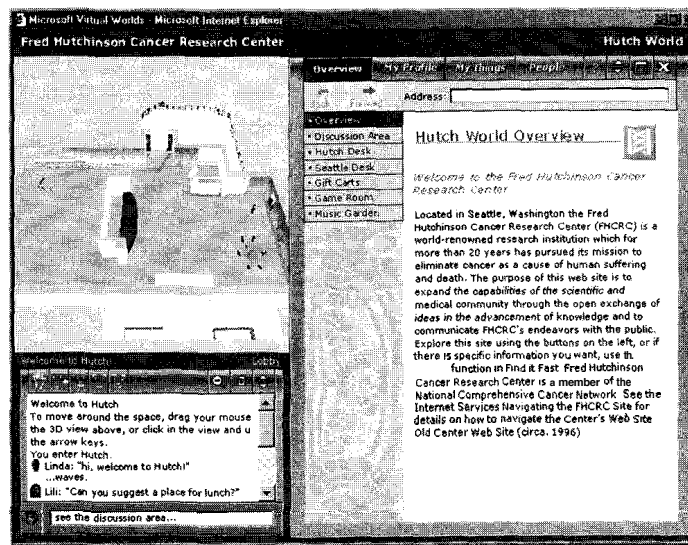 Microsoft Virtual Worlds - Microsoft Internet Explorer
Fred Hutchinson Cancer Research Center
Hutch World
Overview
My Profile
My Things
People
Address:
• Overview
• Discussion Area
• Hutch Desk
• Seattle Desk
• Gift Carts
• Game Room
• Music Garden
Hutch World Overview
Welcome to the Fred Hutchinson Cancer
Research Center
Located in Seattle, Washington the Fred
Hutchinson Cancer Research Center (FHCRC) is a
world-renowned research institution which for
more than 20 years has pursued its mission to
eliminate cancer as a cause of human suffering
and death. The purpose of this web site is to
expand the capabilities of the scientific and
medical community through the open exchange of
ideas in the advancement of knowledge and to
communicate FHCRC's endeavors with the public.
Explore this site using the buttons on the left, or if
there is specific information you want, use th.
function in Find it Fast Fred Hutchinson
Cancer Research Center is a member of the
National Comprehensive Cancer Network See the
Internet Services Navigating the FHCRC Site for
details on how to navigate the Center's Web Site
Old Center Web Site (circa. 1996)
Welcome to Hutch!
Lobby
Welcome to Hutch
To move around the space, drag your mouse
the 3D view above, or click in the view and u
the arrow keys.
You enter Hutch.
Linda: "hi, welcome to Hutch!"
...waves.
Lili: "Can you suggest a place for lunch?"
see the discussion area...